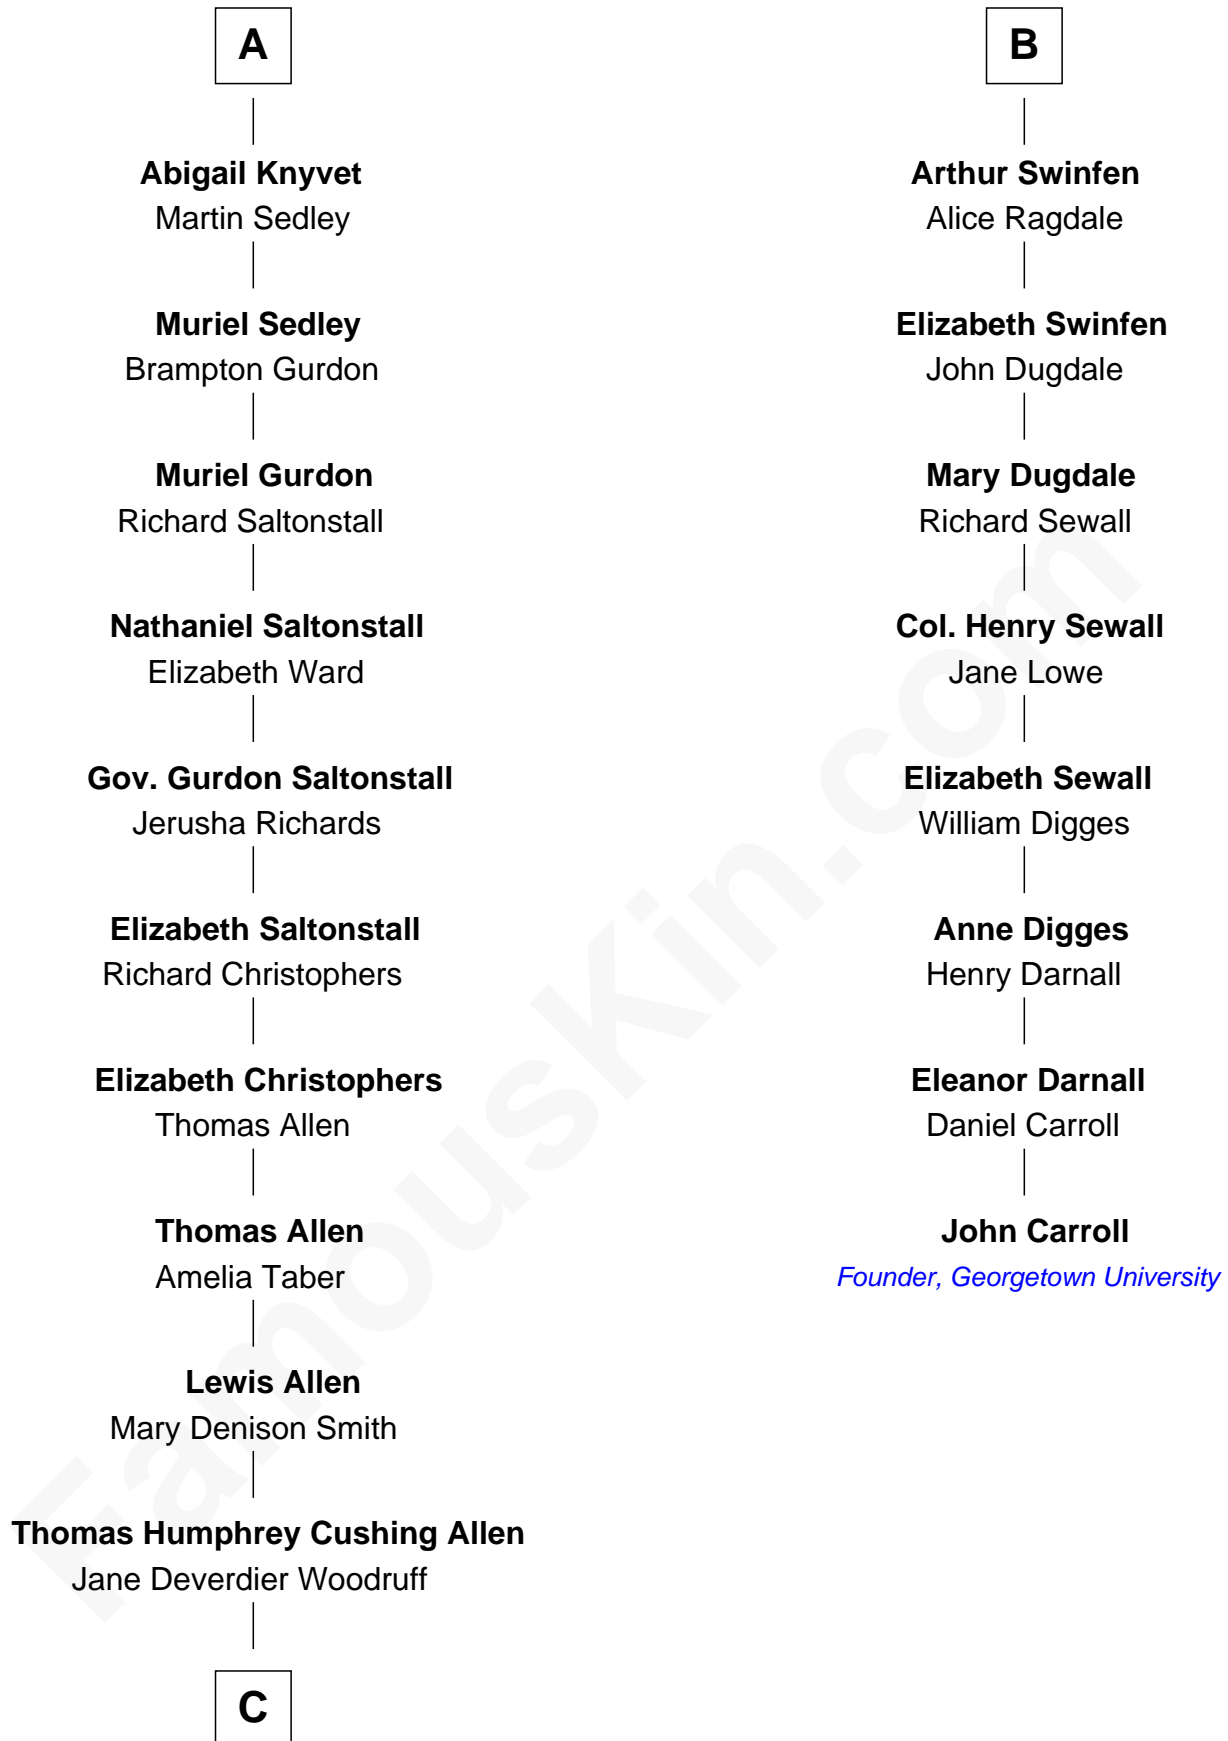 A
Abigail Knyvet
Martin Sedley
Muriel Sedley
Brampton Gurdon
Muriel Gurdon
Richard Saltonstall
Nathaniel Saltonstall
Elizabeth Ward
Gov. Gurdon Saltonstall
Jerusha Richards
Elizabeth Saltonstall
Richard Christophers
Elizabeth Christophers
Thomas Allen
Thomas Allen
Amelia Taber
Lewis Allen
Mary Denison Smith
Thomas Humphrey Cushing Allen
Jane Deverdier Woodruff
C
B
Arthur Swinfen
Alice Ragdale
Elizabeth Swinfen
John Dugdale
Mary Dugdale
Richard Sewall
Col. Henry Sewall
Jane Lowe
Elizabeth Sewall
William Digges
Anne Digges
Henry Darnall
Eleanor Darnall
Daniel Carroll
John Carroll
Founder, Georgetown University
FamousKin.com